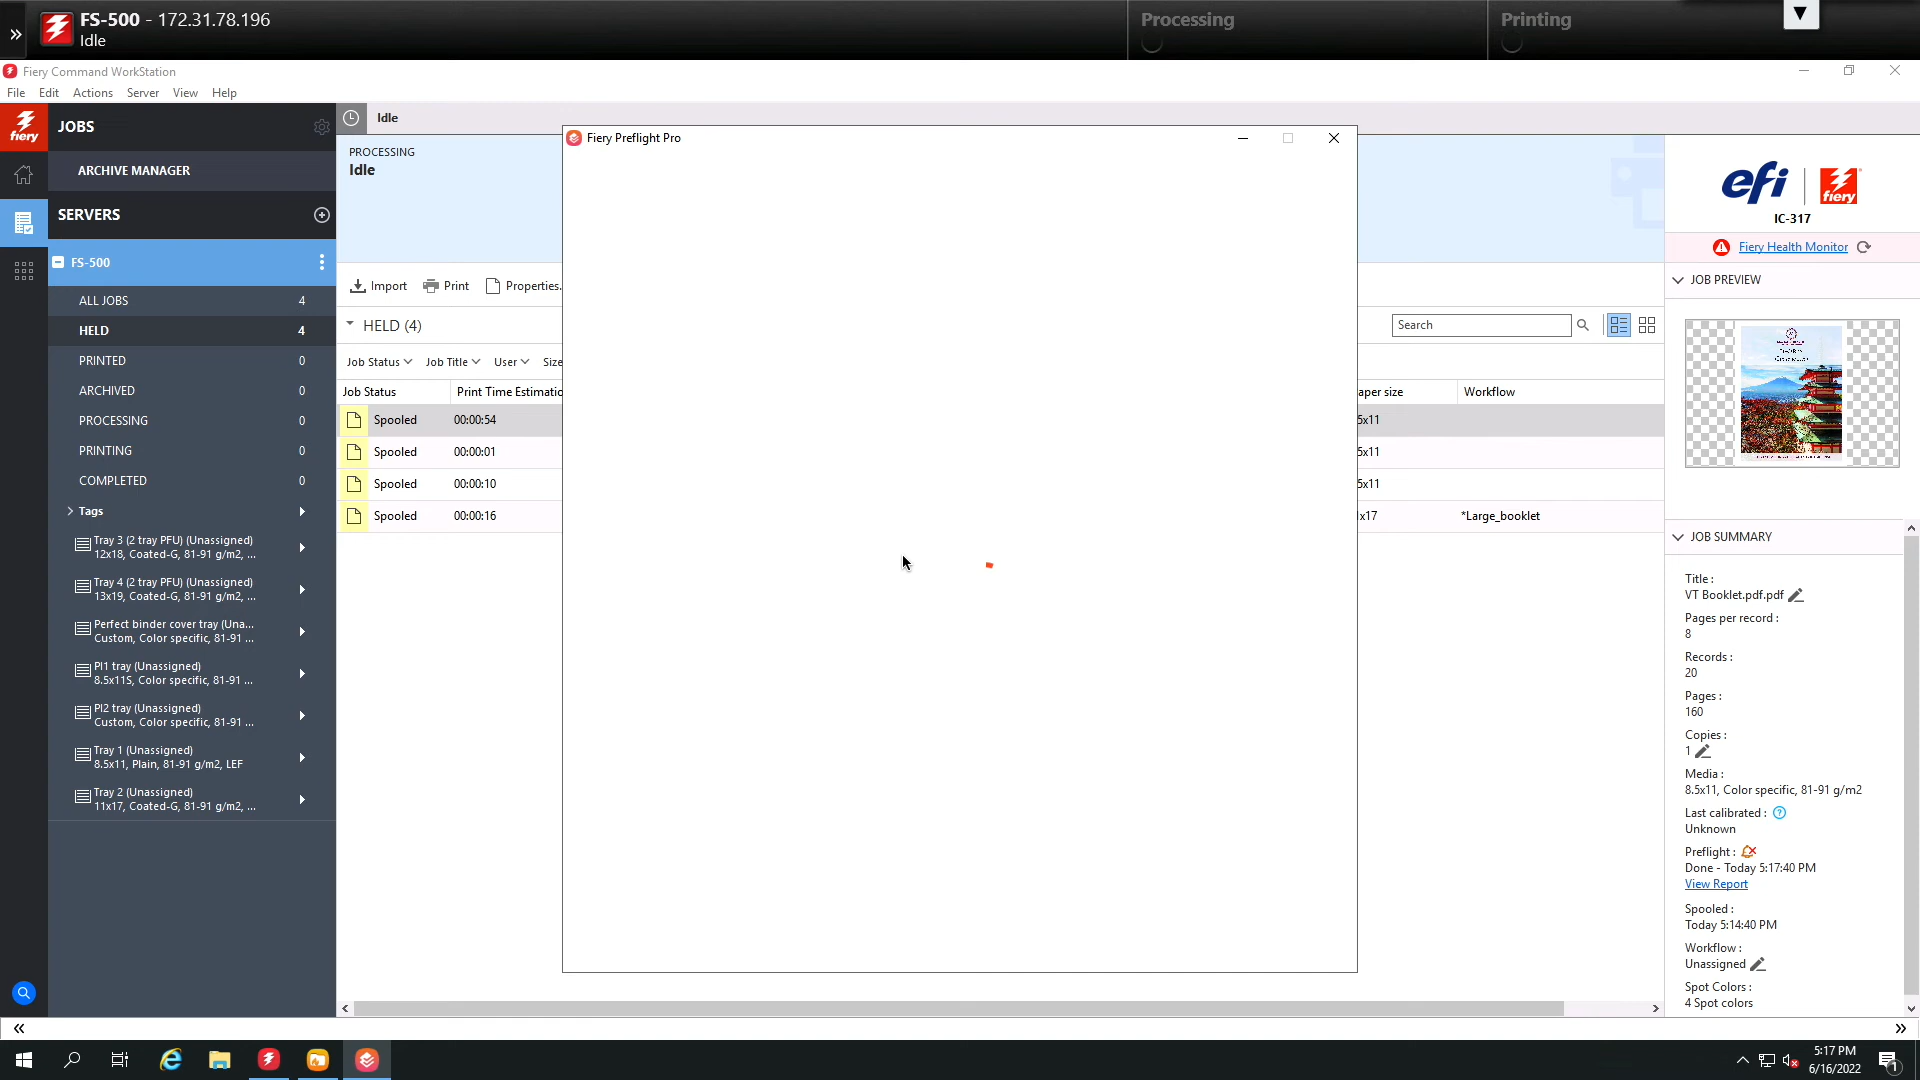 FS-500 - 172.31.78.196
Idle
Processing
Printing
Fiery Command WorkStation
File Edit Actions Server View Help
fiery
JOBS
ARCHIVE MANAGER
SERVERS
FS-500
ALL JOBS 4
HELD 4
PRINTED 0
ARCHIVED 0
PROCESSING 0
PRINTING 0
COMPLETED 0
Tags
Tray 3 (2 tray PFU) (Unassigned)
12x18, Coated-G, 81-91 g/m2, ...
Tray 4 (2 tray PFU) (Unassigned)
13x19, Coated-G, 81-91 g/m2, ...
Perfect binder cover tray (Una...
Custom, Color specific, 81-91 ...
PI1 tray (Unassigned)
8.5x11S, Color specific, 81-91 ...
PI2 tray (Unassigned)
Custom, Color specific, 81-91 ...
Tray 1 (Unassigned)
8.5x11, Plain, 81-91 g/m2, LEF
Tray 2 (Unassigned)
11x17, Coated-G, 81-91 g/m2, ...
Idle
PROCESSING
Idle
Import Print Properties.
HELD (4)
Search
Job Status Job Title User Size
Job Status Print Time Estimatio aper size Workflow
Spooled 00:00:54 5x11
Spooled 00:00:01 5x11
Spooled 00:00:10 5x11
Spooled 00:00:16 x17 *Large_booklet
Fiery Preflight Pro
efi fiery
IC-317
Fiery Health Monitor
JOB PREVIEW
JOB SUMMARY
Title :
VT Booklet.pdf.pdf
Pages per record :
8
Records :
20
Pages :
160
Copies :
1
Media :
8.5x11, Color specific, 81-91 g/m2
Last calibrated :
Unknown
Preflight :
Done - Today 5:17:40 PM
View Report
Spooled :
Today 5:14:40 PM
Workflow :
Unassigned
Spot Colors :
4 Spot colors
5:17 PM
6/16/2022
1